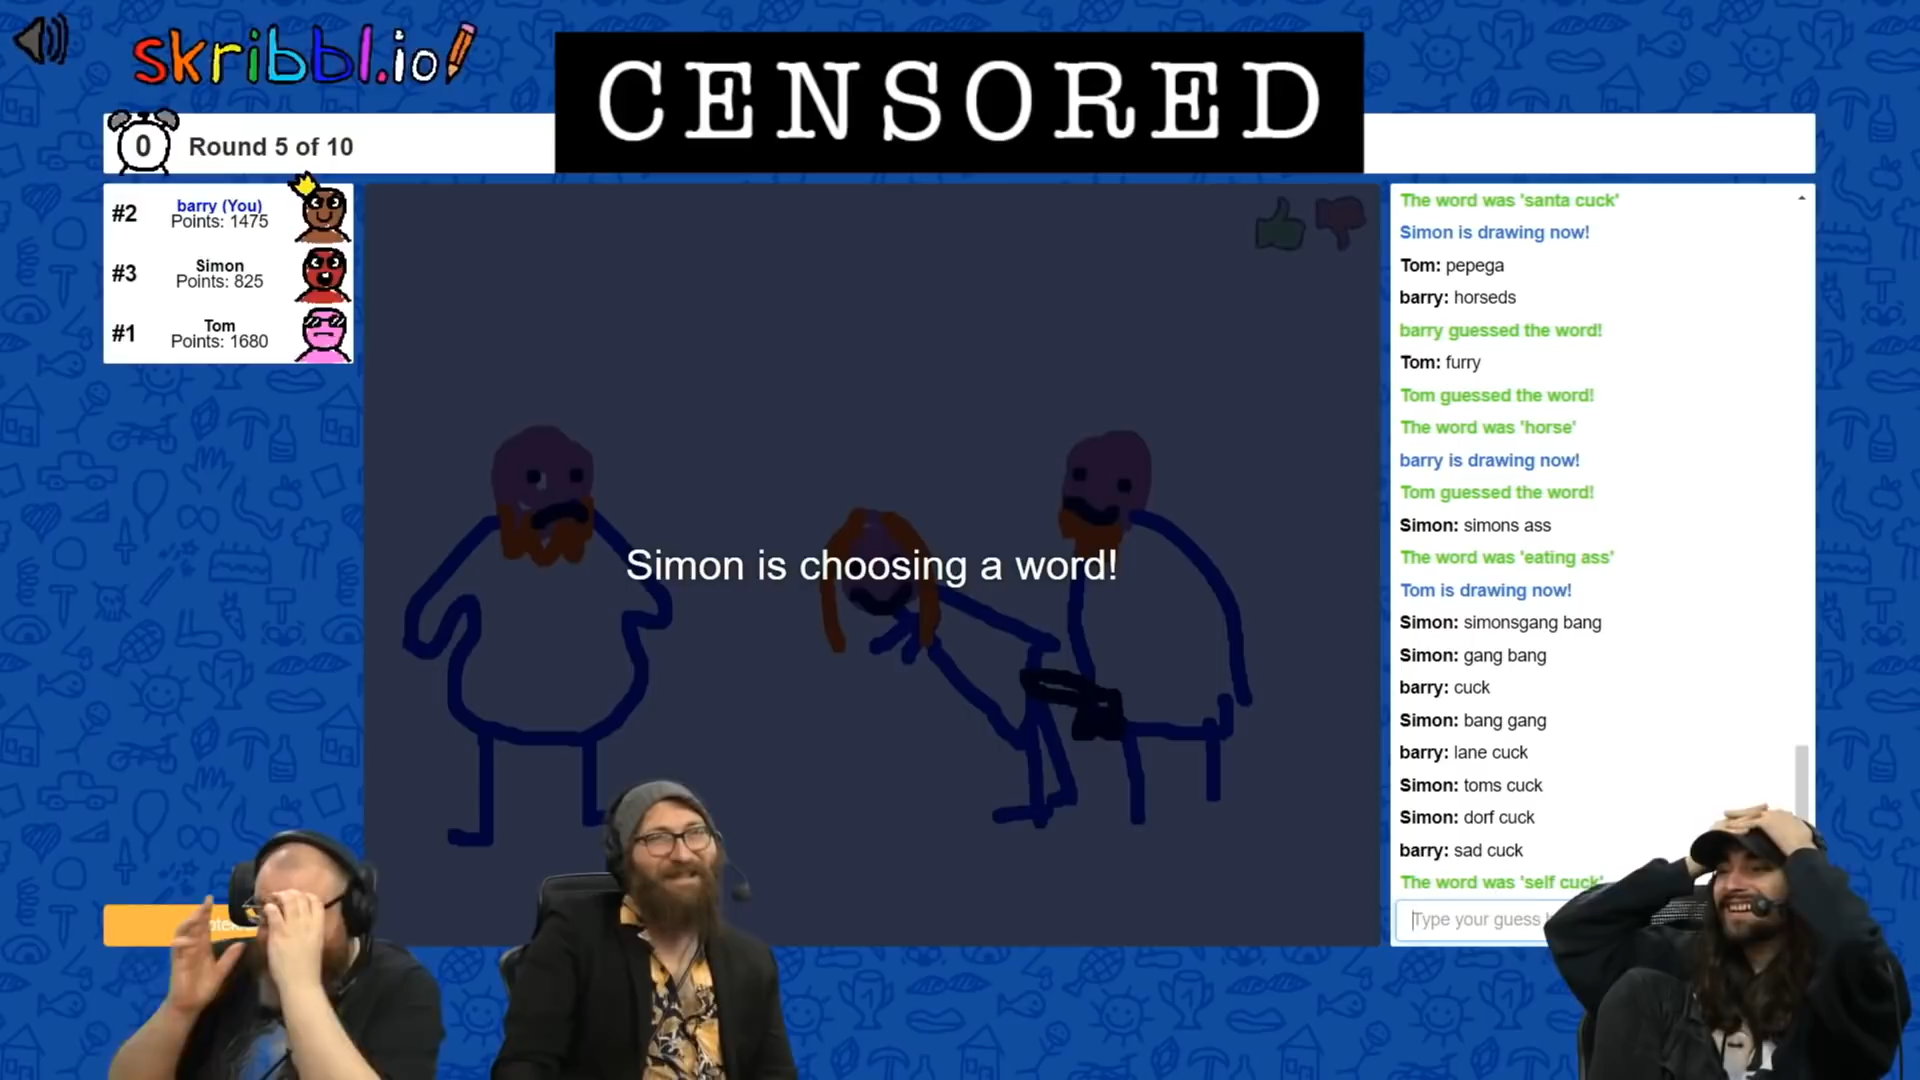 skribbl.io
CENSORED
0
Round 5 of 10
#2
barry (You)
Points: 1475
#3
Simon
Points: 825
#1
Tom
Points: 1680
Simon is choosing a word!
The word was 'santa cuck'
Simon is drawing now!
Tom: pepega
barry: horseds
barry guessed the word!
Tom: furry
Tom guessed the word!
The word was 'horse'
barry is drawing now!
Tom guessed the word!
Simon: simons ass
The word was 'eating ass'
Tom is drawing now!
Simon: simonsgang bang
Simon: gang bang
barry: cuck
Simon: bang gang
barry: lane cuck
Simon: toms cuck
Simon: dorf cuck
barry: sad cuck
The word was 'self cuck'
Type your guess